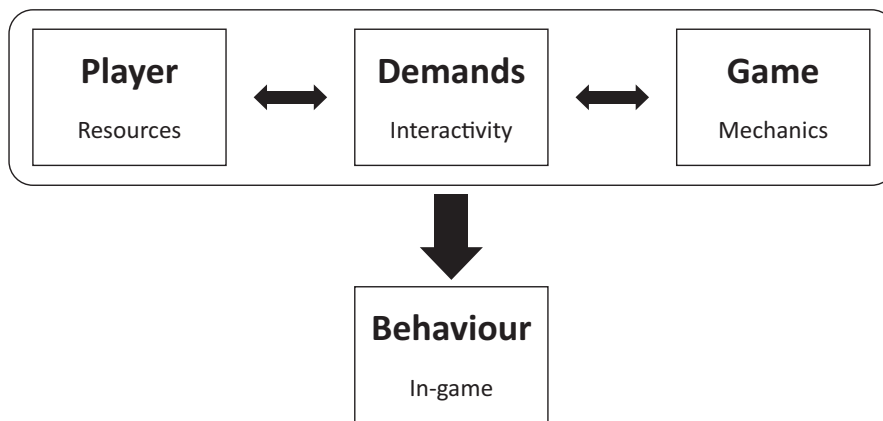 Player
Resources
Demands
Interactivity
Game
Mechanics
Behaviour
In-game